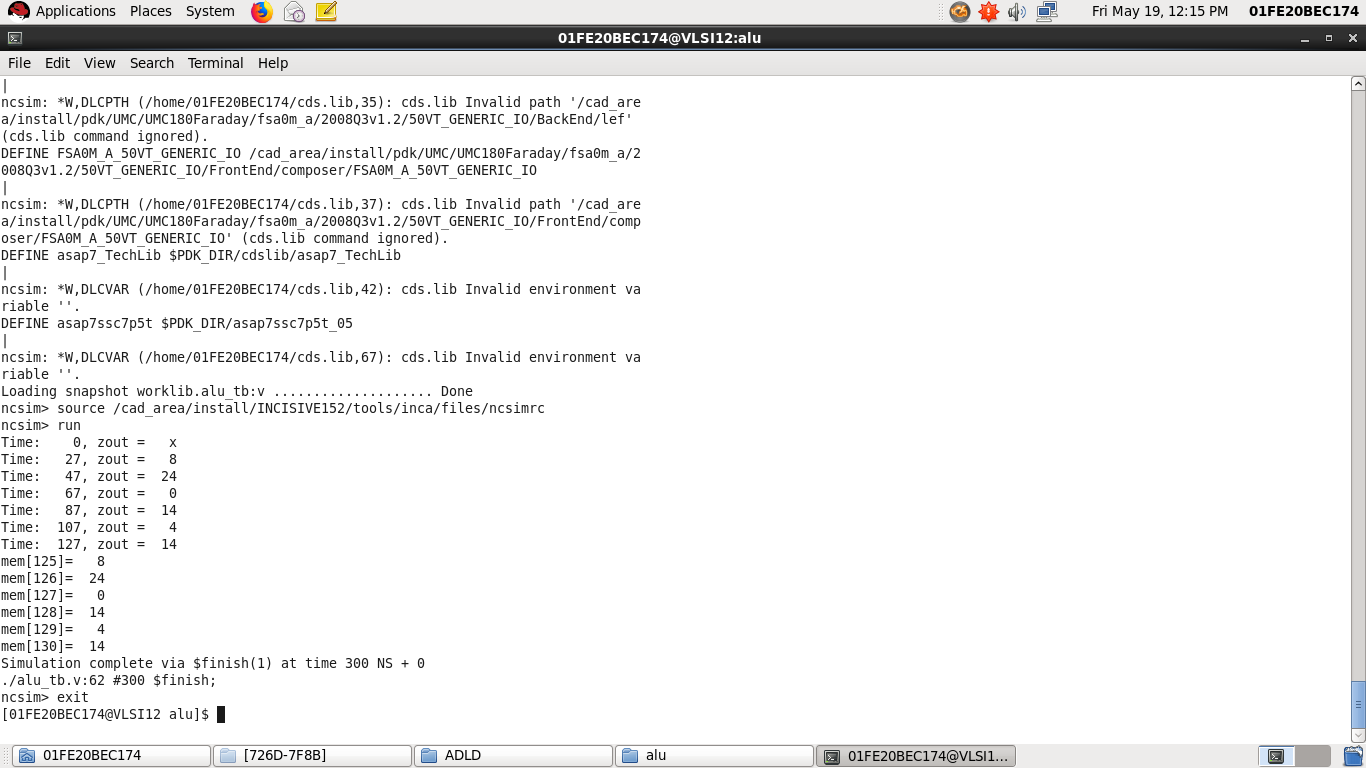 Applications Places System Fri May 19, 12:15 PM 01FE20BEC174
01FE20BEC174@VLSI12:alu
File Edit View Search Terminal Help
|
ncsim: *W,DLCPTH (/home/01FE20BEC174/cds.lib,35): cds.lib Invalid path '/cad_are
a/install/pdk/UMC/UMC180Faraday/fsa0m_a/2008Q3v1.2/50VT_GENERIC_IO/BackEnd/lef'
(cds.lib command ignored).
DEFINE FSA0M_A_50VT_GENERIC_IO /cad_area/install/pdk/UMC/UMC180Faraday/fsa0m_a/2
008Q3v1.2/50VT_GENERIC_IO/FrontEnd/composer/FSA0M_A_50VT_GENERIC_IO
|
ncsim: *W,DLCPTH (/home/01FE20BEC174/cds.lib,37): cds.lib Invalid path '/cad_are
a/install/pdk/UMC/UMC180Faraday/fsa0m_a/2008Q3v1.2/50VT_GENERIC_IO/FrontEnd/comp
oser/FSA0M_A_50VT_GENERIC_IO' (cds.lib command ignored).
DEFINE asap7_TechLib $PDK_DIR/cdslib/asap7_TechLib
|
ncsim: *W,DLCVAR (/home/01FE20BEC174/cds.lib,42): cds.lib Invalid environment va
riable ''.
DEFINE asap7ssc7p5t $PDK_DIR/asap7ssc7p5t_05
|
ncsim: *W,DLCVAR (/home/01FE20BEC174/cds.lib,67): cds.lib Invalid environment va
riable ''.
Loading snapshot worklib.alu_tb:v .................... Done
ncsim> source /cad_area/install/INCISIVE152/tools/inca/files/ncsimrc
ncsim> run
Time:    0, zout =   x
Time:   27, zout =   8
Time:   47, zout =  24
Time:   67, zout =   0
Time:   87, zout =  14
Time:  107, zout =   4
Time:  127, zout =  14
mem[125]=   8
mem[126]=  24
mem[127]=   0
mem[128]=  14
mem[129]=   4
mem[130]=  14
Simulation complete via $finish(1) at time 300 NS + 0
./alu_tb.v:62 #300 $finish;
ncsim> exit
[01FE20BEC174@VLSI12 alu]$
01FE20BEC174 [726D-7F8B] ADLD alu 01FE20BEC174@VLSI1...